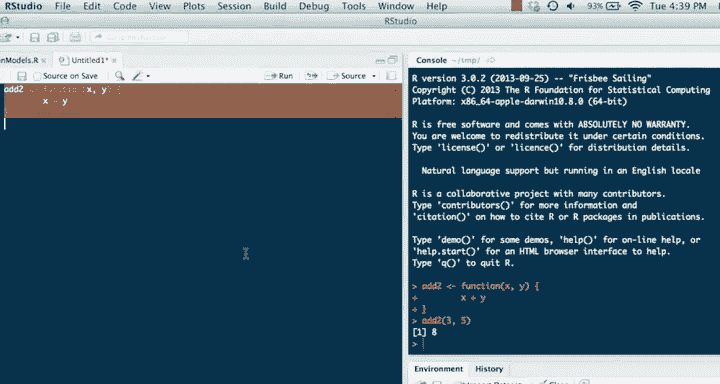 RStudio File Edit Code View Plots Session Build Debug Tools Window Help 93% Tue 4:39 PM
RStudio
onModels.R × Untitled1* ×
Source on Save Run Source
add2 <- function(x, y) {
x + y
}
Console ~/tmp/
R version 3.0.2 (2013-09-25) -- "Frisbee Sailing"
Copyright (C) 2013 The R Foundation for Statistical Computing
Platform: x86_64-apple-darwin10.8.0 (64-bit)
R is free software and comes with ABSOLUTELY NO WARRANTY.
You are welcome to redistribute it under certain conditions.
Type 'license()' or 'licence()' for distribution details.
Natural language support but running in an English locale
R is a collaborative project with many contributors.
Type 'contributors()' for more information and
'citation()' on how to cite R or R packages in publications.
Type 'demo()' for some demos, 'help()' for on-line help, or
'help.start()' for an HTML browser interface to help.
Type 'q()' to quit R.
> add2 <- function(x, y) {
+ x + y
+ }
> add2(3, 5)
[1] 8
>
Environment History